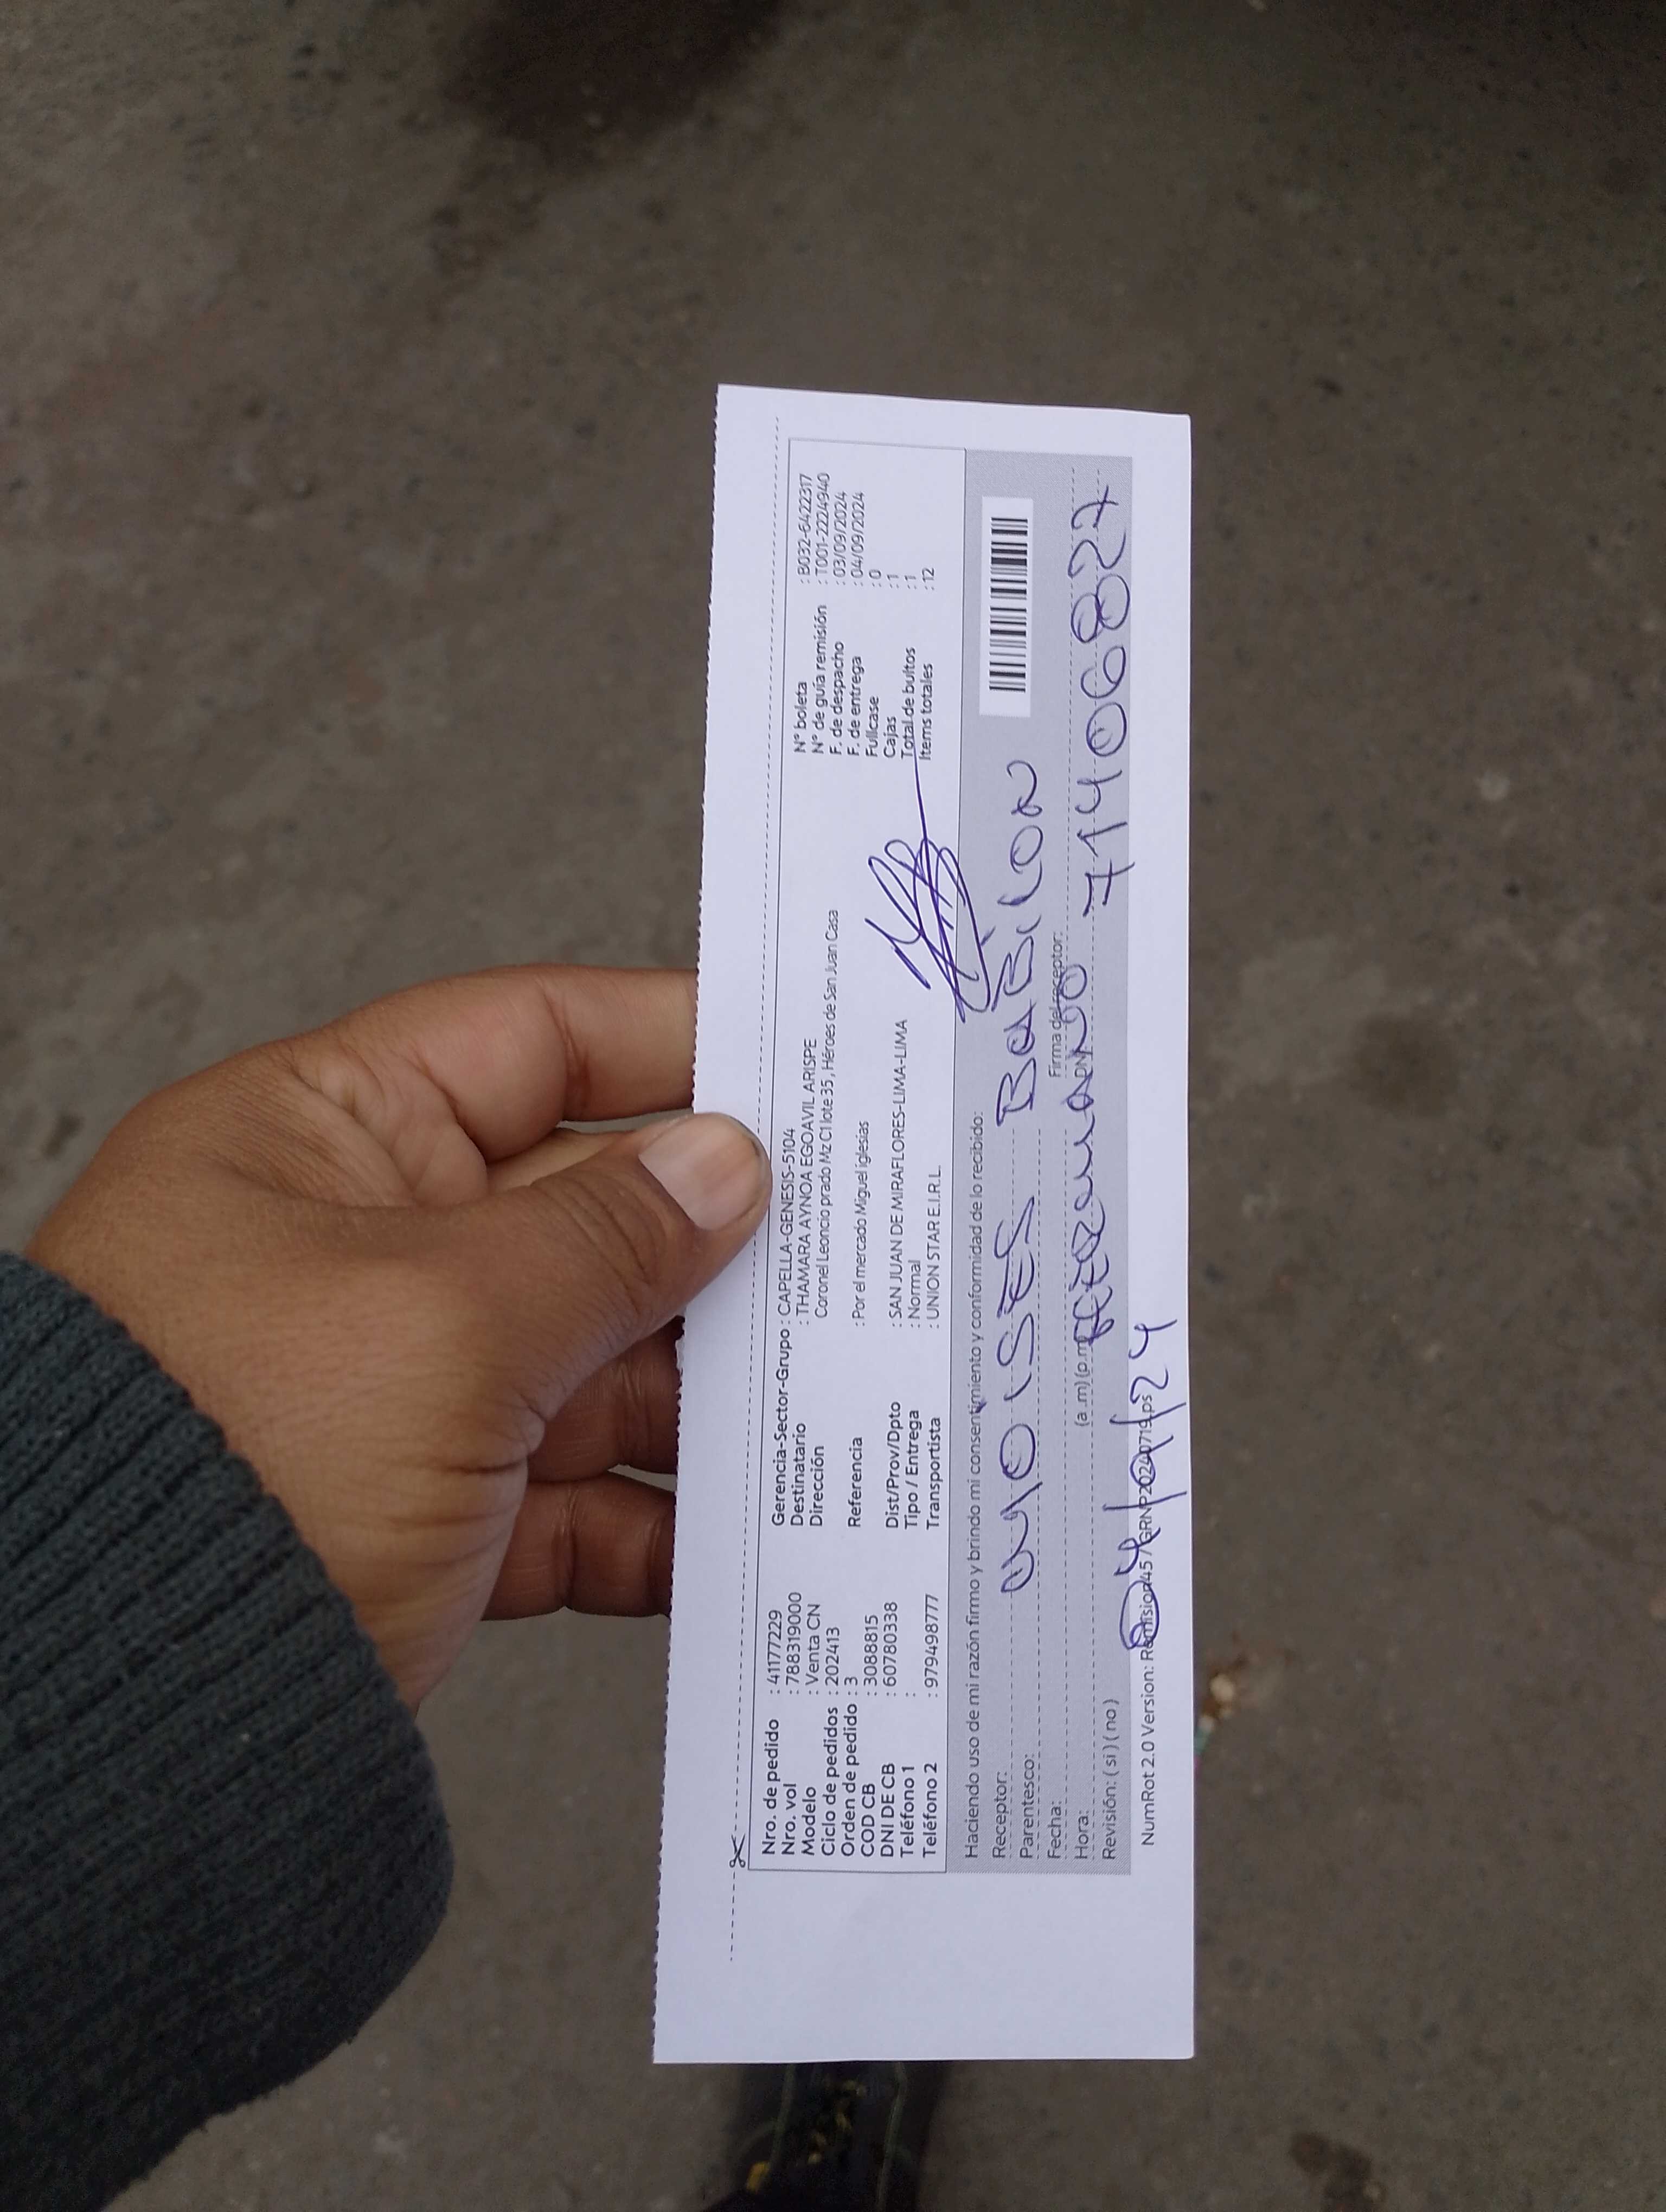 Nro. de pedido : 41177229
Nro. vol : 788319000
Modelo : Venta CN
Ciclo de pedidos : 202413
Orden de pedido : 3
COD CB : 3088815
DNI DE CB : 60780338
Teléfono 1 :
Teléfono 2 : 979498777
Gerencia-Sector-Grupo : CAPELLA-GENESIS-5104
Destinatario : THAMARA AYNOA EGOAVIL ARISPE
Dirección Coronel Leoncio prado Mz C1 lote 35 , Héroes de San Juan Casa
Referencia : Por el mercado Miguel iglesias
Dist/Prov/Dpto : SAN JUAN DE MIRAFLORES-LIMA-LIMA
Tipo / Entrega : Normal
Transportista : UNION STAR E.I.R.L.
N° boleta : B032-6422317
N° de guía remisión : T001-2224940
F. de despacho : 03/09/2024
F. de entrega : 04/09/2024
Fullcase : 0
Cajas : 1
Total de bultos : 1
Items totales : 12
Haciendo uso de mi razón firmo y brindo mi consentimiento y conformidad de lo recibido:
Receptor: MOISES BaBiloN
Parentesco:
Fecha: Firma del receptor:
Hora: (a .m) (p.m) DNI 71406827
Revisión: ( si ) ( no ) 04/9/24
NumRot 2.0 Version: Remision45 / GRNP20240719.ps